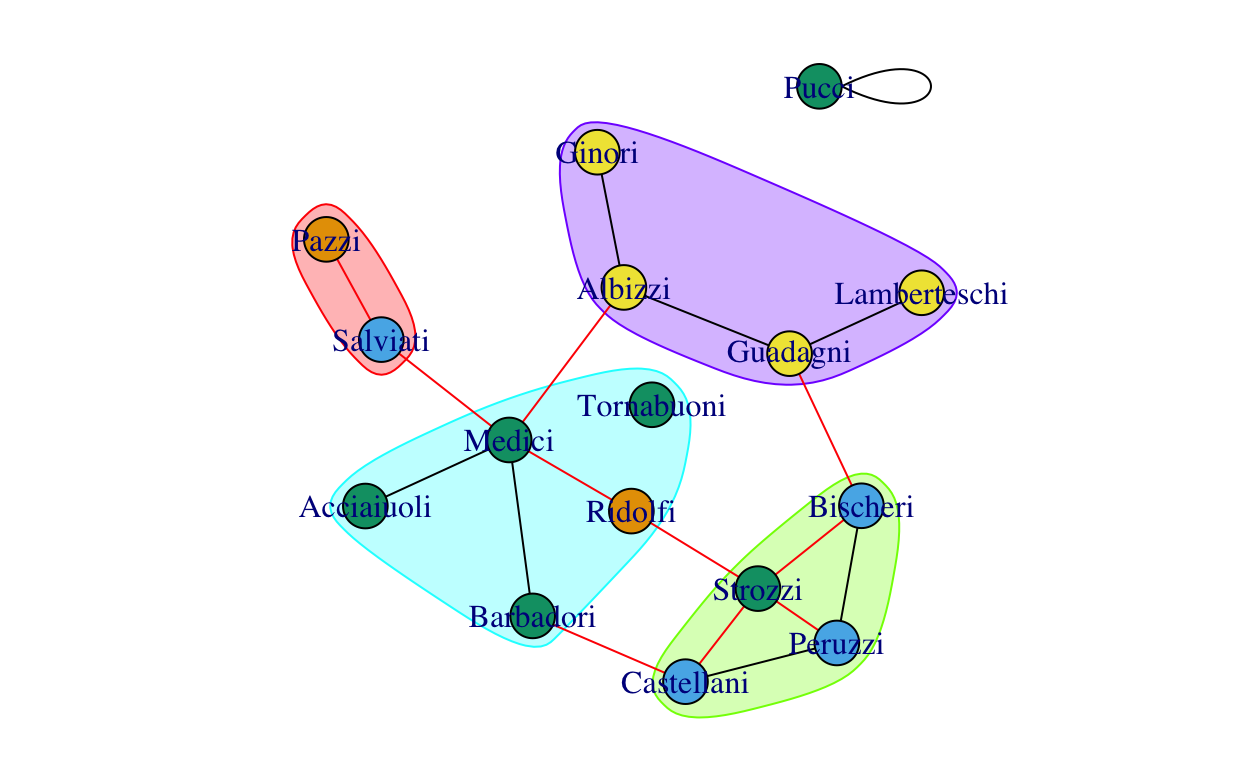 Pucci
Ginori
Pazzi
Albizzi
Lamberteschi
Salviati
Guadagni
Tornabuoni
Medici
Acciaiuoli
Ridolfi
Bischeri
Strozzi
Barbadori
Peruzzi
Castellani